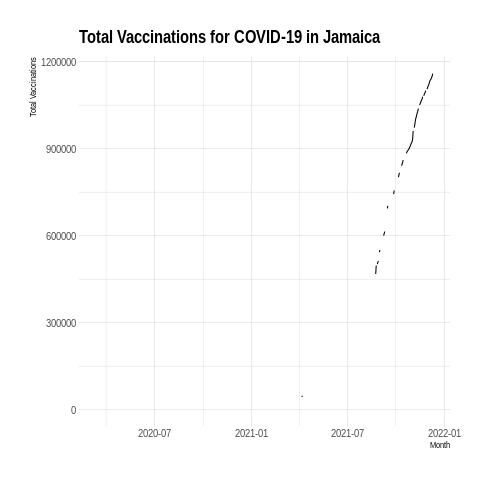 Total Vaccinations for COVID-19 in Jamaica
Total Vaccinations
1200000
900000
600000
300000
0
2020-07 2021-01 2021-07 2022-01
Month